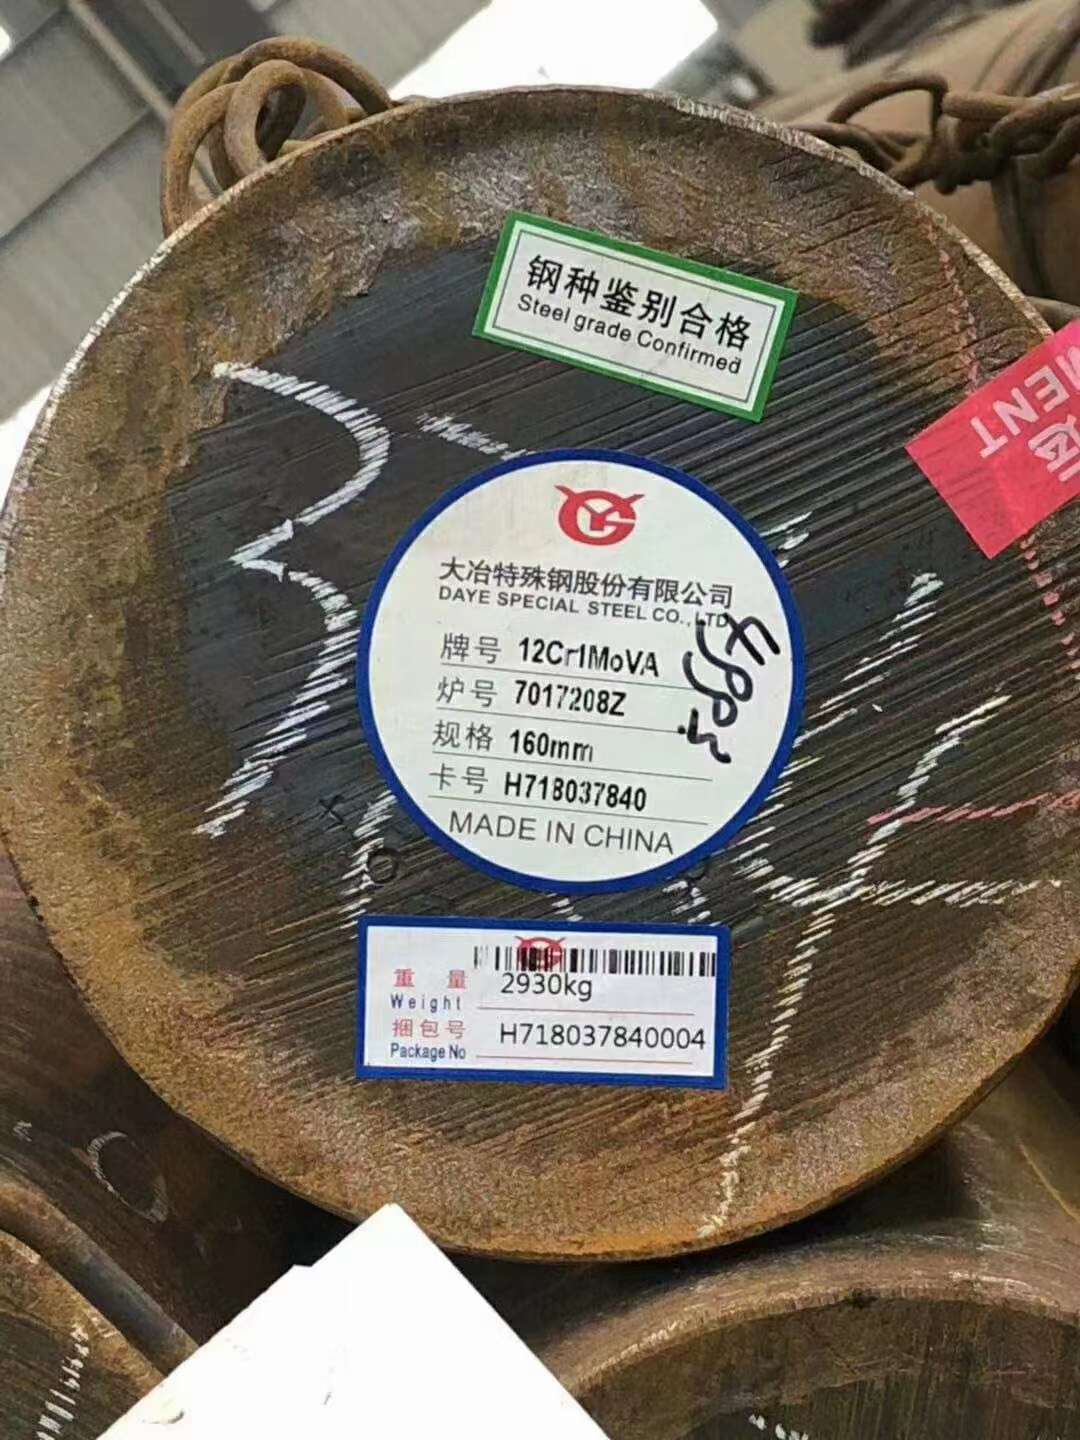 钢种鉴别合格
Steel grade Confirmed
MENT
大冶特殊钢股份有限公司
DAYE SPECIAL STEEL CO.,LTD
牌号 12Cr1MoVA
炉号 7017208Z
规格 160mm
卡号 H718037840
MADE IN CHINA
重量 2930kg
Weight
捆包号 H718037840004
Package No